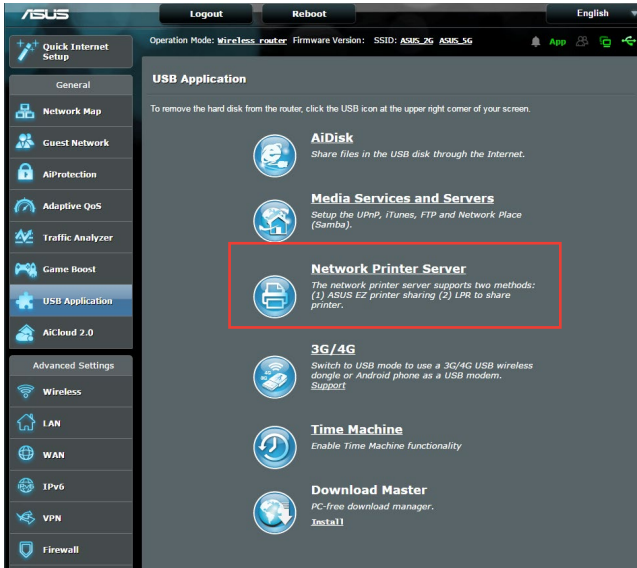 ASUS
Logout
Reboot
English
Quick Internet
Setup
Operation Mode: Wireless router Firmware Version: SSID: ASUS_2G ASUS_5G
App
General
Network Map
Guest Network
AiProtection
Adaptive QoS
Traffic Analyzer
Game Boost
USB Application
AiCloud 2.0
Advanced Settings
Wireless
LAN
WAN
IPv6
VPN
Firewall
USB Application
To remove the hard disk from the router, click the USB icon at the upper right corner of your screen.
AiDisk
Share files in the USB disk through the Internet.
Media Services and Servers
Setup the UPnP, iTunes, FTP and Network Place
(Samba).
Network Printer Server
The network printer server supports two methods:
(1) ASUS EZ printer sharing (2) LPR to share
printer.
4G
3G
3G/4G
Switch to USB mode to use a 3G/4G USB wireless
dongle or Android phone as a USB modem.
Support
Time Machine
Enable Time Machine functionality
Download Master
PC-free download manager.
Install